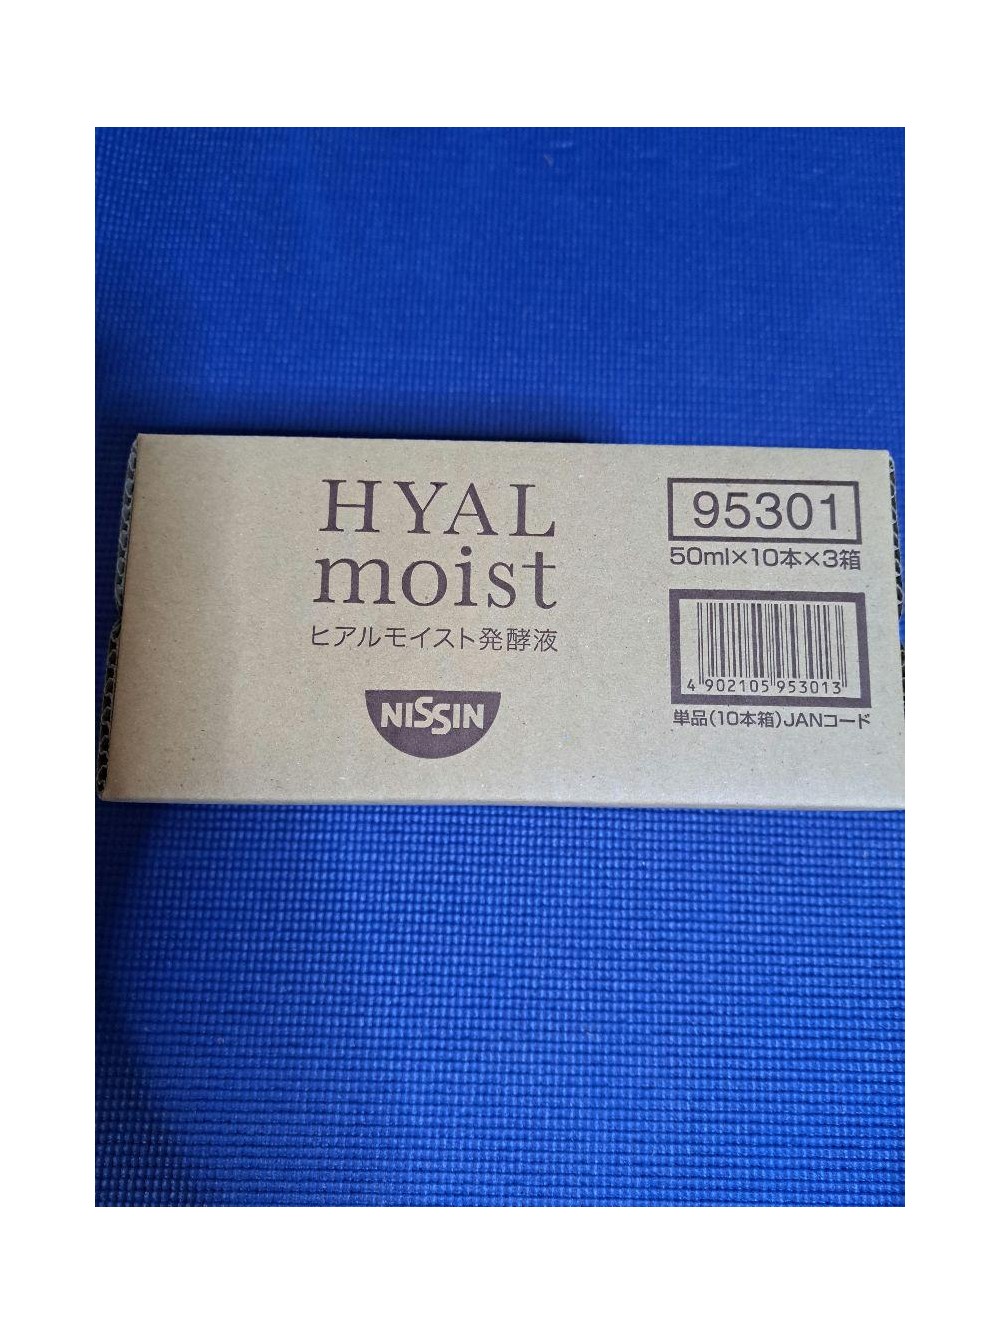 HYAL
moist
ヒアルモイスト発酵液
NISSIN
95301
50ml×10本×3箱
4 902105 953013
単品(10本箱)JANコード